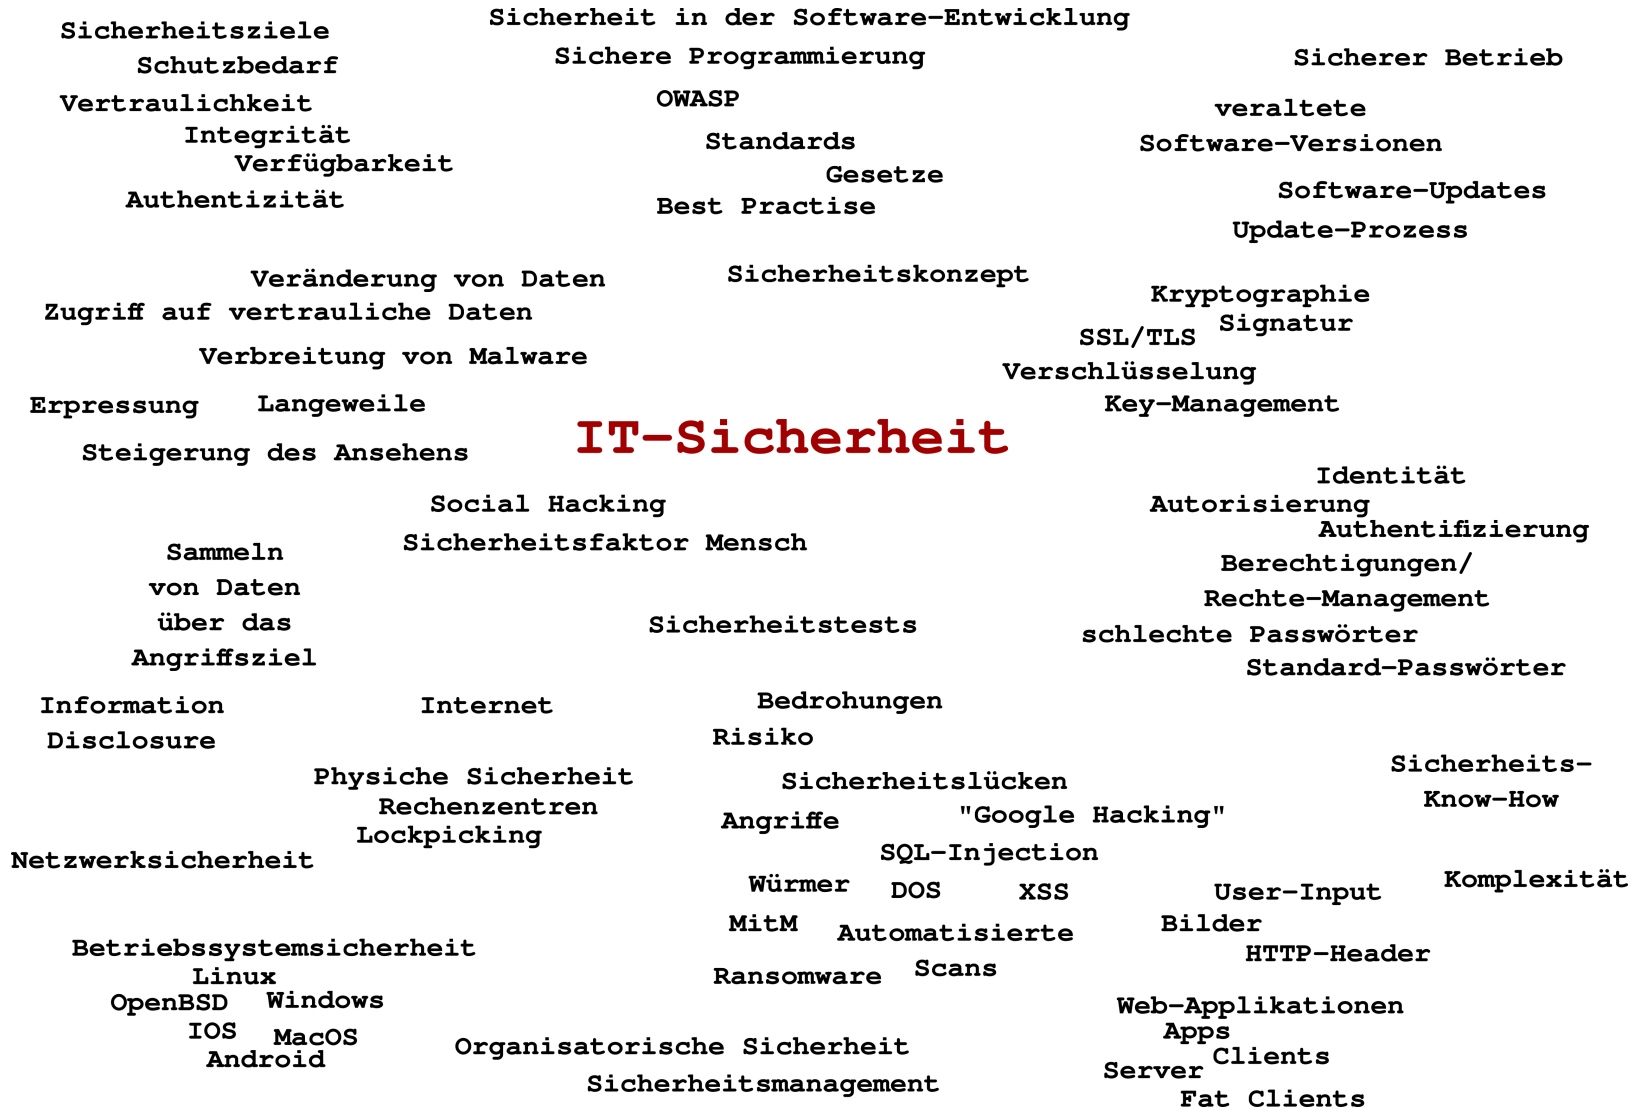 Sicherheit in der Software-Entwicklung
Sicherheitsziele
Sichere Programmierung
Sicherer Betrieb
Schutzbedarf
Vertraulichkeit
OWASP
veraltete
Integrität
Standards
Software-Versionen
Verfügbarkeit
Gesetze
Authentizität
Best Practise
Software-Updates
Update-Prozess
Veränderung von Daten
Sicherheitskonzept
Kryptographie
Zugriff auf vertrauliche Daten
Signatur
SSL/TLS
Verbreitung von Malware
Verschlüsselung
Erpressung
Langeweile
Key-Management
IT-Sicherheit
Steigerung des Ansehens
Identität
Social Hacking
Autorisierung
Authentifizierung
Sicherheitsfaktor Mensch
Sammeln
von Daten
über das
Angriffsziel
Berechtigungen/
Rechte-Management
Sicherheitstests
schlechte Passwörter
Standard-Passwörter
Information
Disclosure
Internet
Bedrohungen
Risiko
Sicherheits-
Know-How
Physiche Sicherheit
Sicherheitslücken
Rechenzentren
Angriffe
"Google Hacking"
Lockpicking
Netzwerksicherheit
SQL-Injection
Würmer
DOS
XSS
User-Input
Komplexität
MitM
Automatisierte
Scans
Bilder
HTTP-Header
Betriebssystemsicherheit
Linux
Ransomware
OpenBSD
Windows
Web-Applikationen
IOS
MacOS
Apps
Android
Organisatorische Sicherheit
Clients
Server
Sicherheitsmanagement
Fat Clients